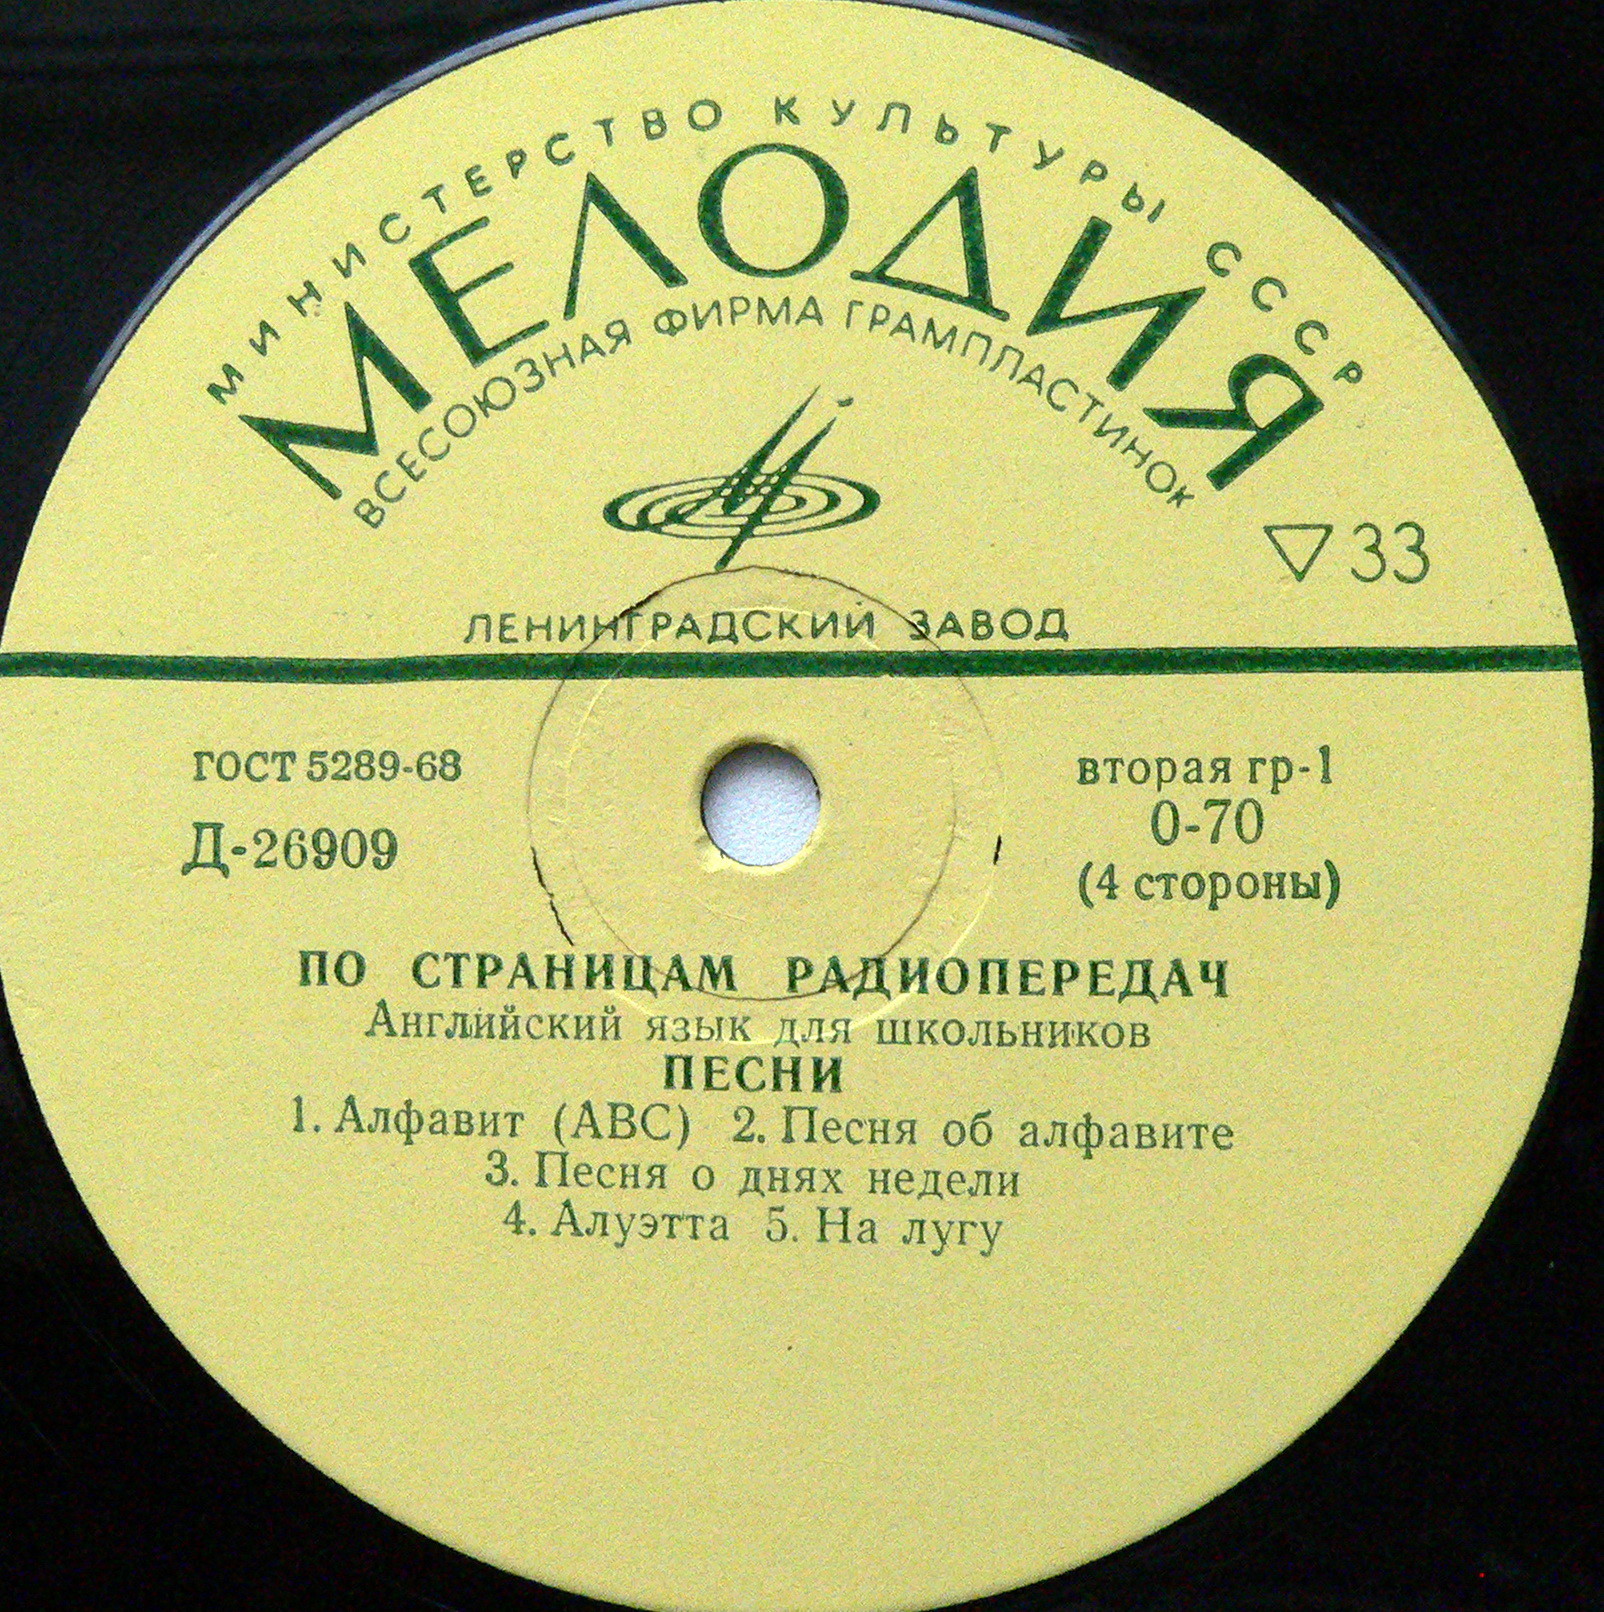 МИНИСТЕРСТВО КУЛЬТУРЫ СССР
МЕЛОДИЯ
ВСЕСОЮЗНАЯ ФИРМА ГРАМПЛАСТИНОК
33
ЛЕНИНГРАДСКИЙ ЗАВОД
ГОСТ 5289-68
вторая гр-1
Д-26909
0-70
(4 стороны)
ПО СТРАНИЦАМ РАДИОПЕРЕДАЧ
Английский язык для школьников
ПЕСНИ
1. Алфавит (ABC) 2. Песня об алфавите
3. Песня о днях недели
4. Алуэтта 5. На лугу